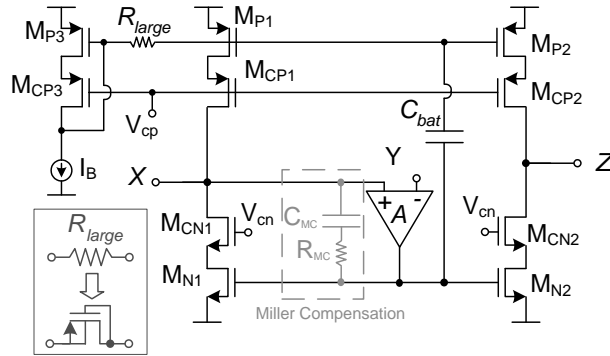 R_large
M_P3
M_P1
M_P2
M_CP3
M_CP1
M_CP2
V_cp
C_bat
I_B
X
Y
Z
+ A -
V_cn
V_cn
M_CN1
C_MC
M_CN2
R_MC
M_N1
M_N2
Miller Compensation
R_large